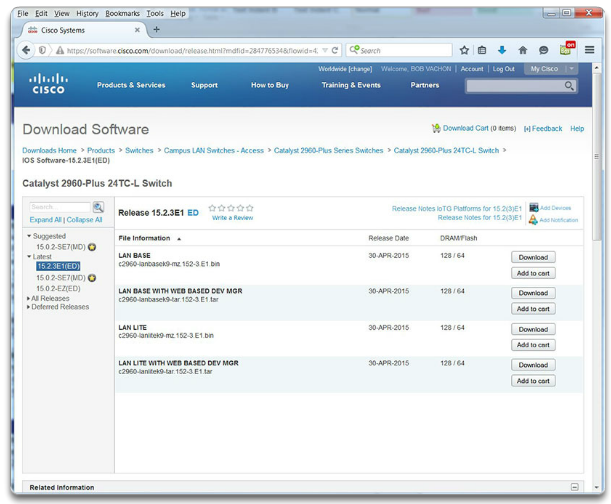 File Edit View History Bookmarks Tools Help
Cisco Systems
https://software.cisco.com/download/release.html?mdfid=284776534&flowid=4
Search
on
Worldwide [change] Welcome, BOB VACHON Account Log Out My Cisco
CISCO
Products & Services Support How to Buy Training & Events Partners
Download Software
Download Cart (0 items) [+] Feedback Help
Downloads Home > Products > Switches > Campus LAN Switches - Access > Catalyst 2960-Plus Series Switches > Catalyst 2960-Plus 24TC-L Switch >
IOS Software-15.2.3E1(ED)
Catalyst 2960-Plus 24TC-L Switch
Search...
Expand All | Collapse All
Suggested
15.0.2-SE7(MD)
Latest
15.2.3E1(ED)
15.0.2-SE7(MD)
15.0.2-EZ(ED)
All Releases
Deferred Releases
Release 15.2.3E1 ED
Write a Review
Release Notes IoTG Platforms for 15.2(3)E1
Release Notes for 15.2(3)E1
Add Devices
Add Notification
File Information Release Date DRAM/Flash
LAN BASE 30-APR-2015 128 / 64 Download
c2960-lanbasek9-mz.152-3.E1.bin Add to cart
LAN BASE WITH WEB BASED DEV MGR 30-APR-2015 128 / 64 Download
c2960-lanbasek9-tar.152-3.E1.tar Add to cart
LAN LITE 30-APR-2015 128 / 64 Download
c2960-lanlitek9-mz.152-3.E1.bin Add to cart
LAN LITE WITH WEB BASED DEV MGR 30-APR-2015 128 / 64 Download
c2960-lanlitek9-tar.152-3.E1.tar Add to cart
Related Information